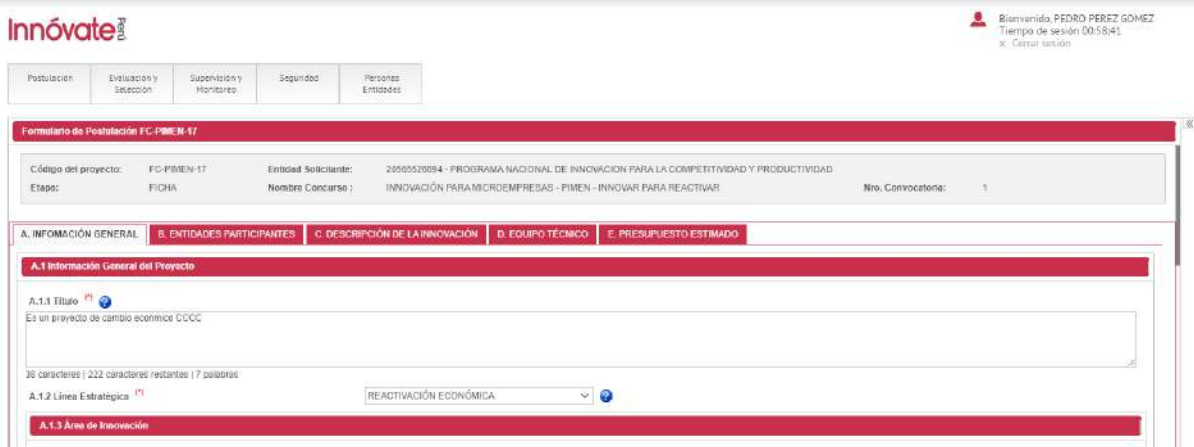 Innóvate Perú
Bienvenido, PEDRO PEREZ GOMEZ
Tiempo de sesión 00:58:41
x Cerrar sesión
Postulación
Evaluación y Selección
Supervisión y Monitoreo
Seguridad
Personas Entidades
Formulario de Postulación FC-PIMEN-17
Código del proyecto: FC-PIMEN-17 Entidad Solicitante: 20565526694 - PROGRAMA NACIONAL DE INNOVACION PARA LA COMPETITIVIDAD Y PRODUCTIVIDAD
Etapa: FICHA Nombre Concurso : INNOVACIÓN PARA MICROEMPRESAS - PIMEN - INNOVAR PARA REACTIVAR Nro. Convocatoria: 1
A. INFOMACIÓN GENERAL B. ENTIDADES PARTICIPANTES C. DESCRIPCIÓN DE LA INNOVACIÓN D. EQUIPO TÉCNICO E. PRESUPUESTO ESTIMADO
A.1 Información General del Proyecto
A.1.1 Titulo (*)
Es un proyecto de cambio econmico CCCC
38 caracteres | 222 caracteres restantes | 7 palabras
A.1.2 Línea Estratégica (*) REACTIVACIÓN ECONÓMICA
A.1.3 Área de Innovación